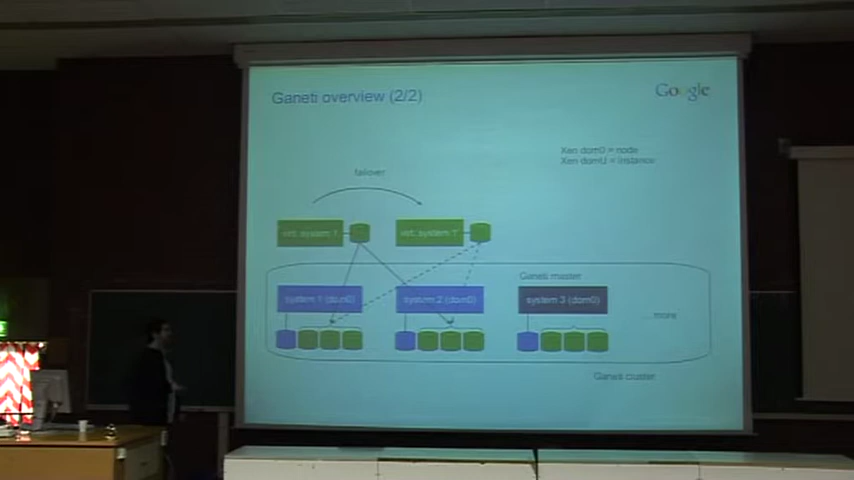 Ganeti overview (2/2)
Google
Xen dom0 = node
Xen domU = instance
failover
virt. system 1
virt. system 1'
Ganeti master
system 1 (dom0)
system 2 (dom0)
system 3 (dom0)
...more
Ganeti cluster